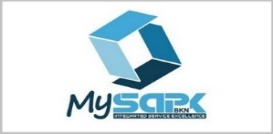 MySAPK
BKN
INTEGRATED SERVICE EXCELLENCE